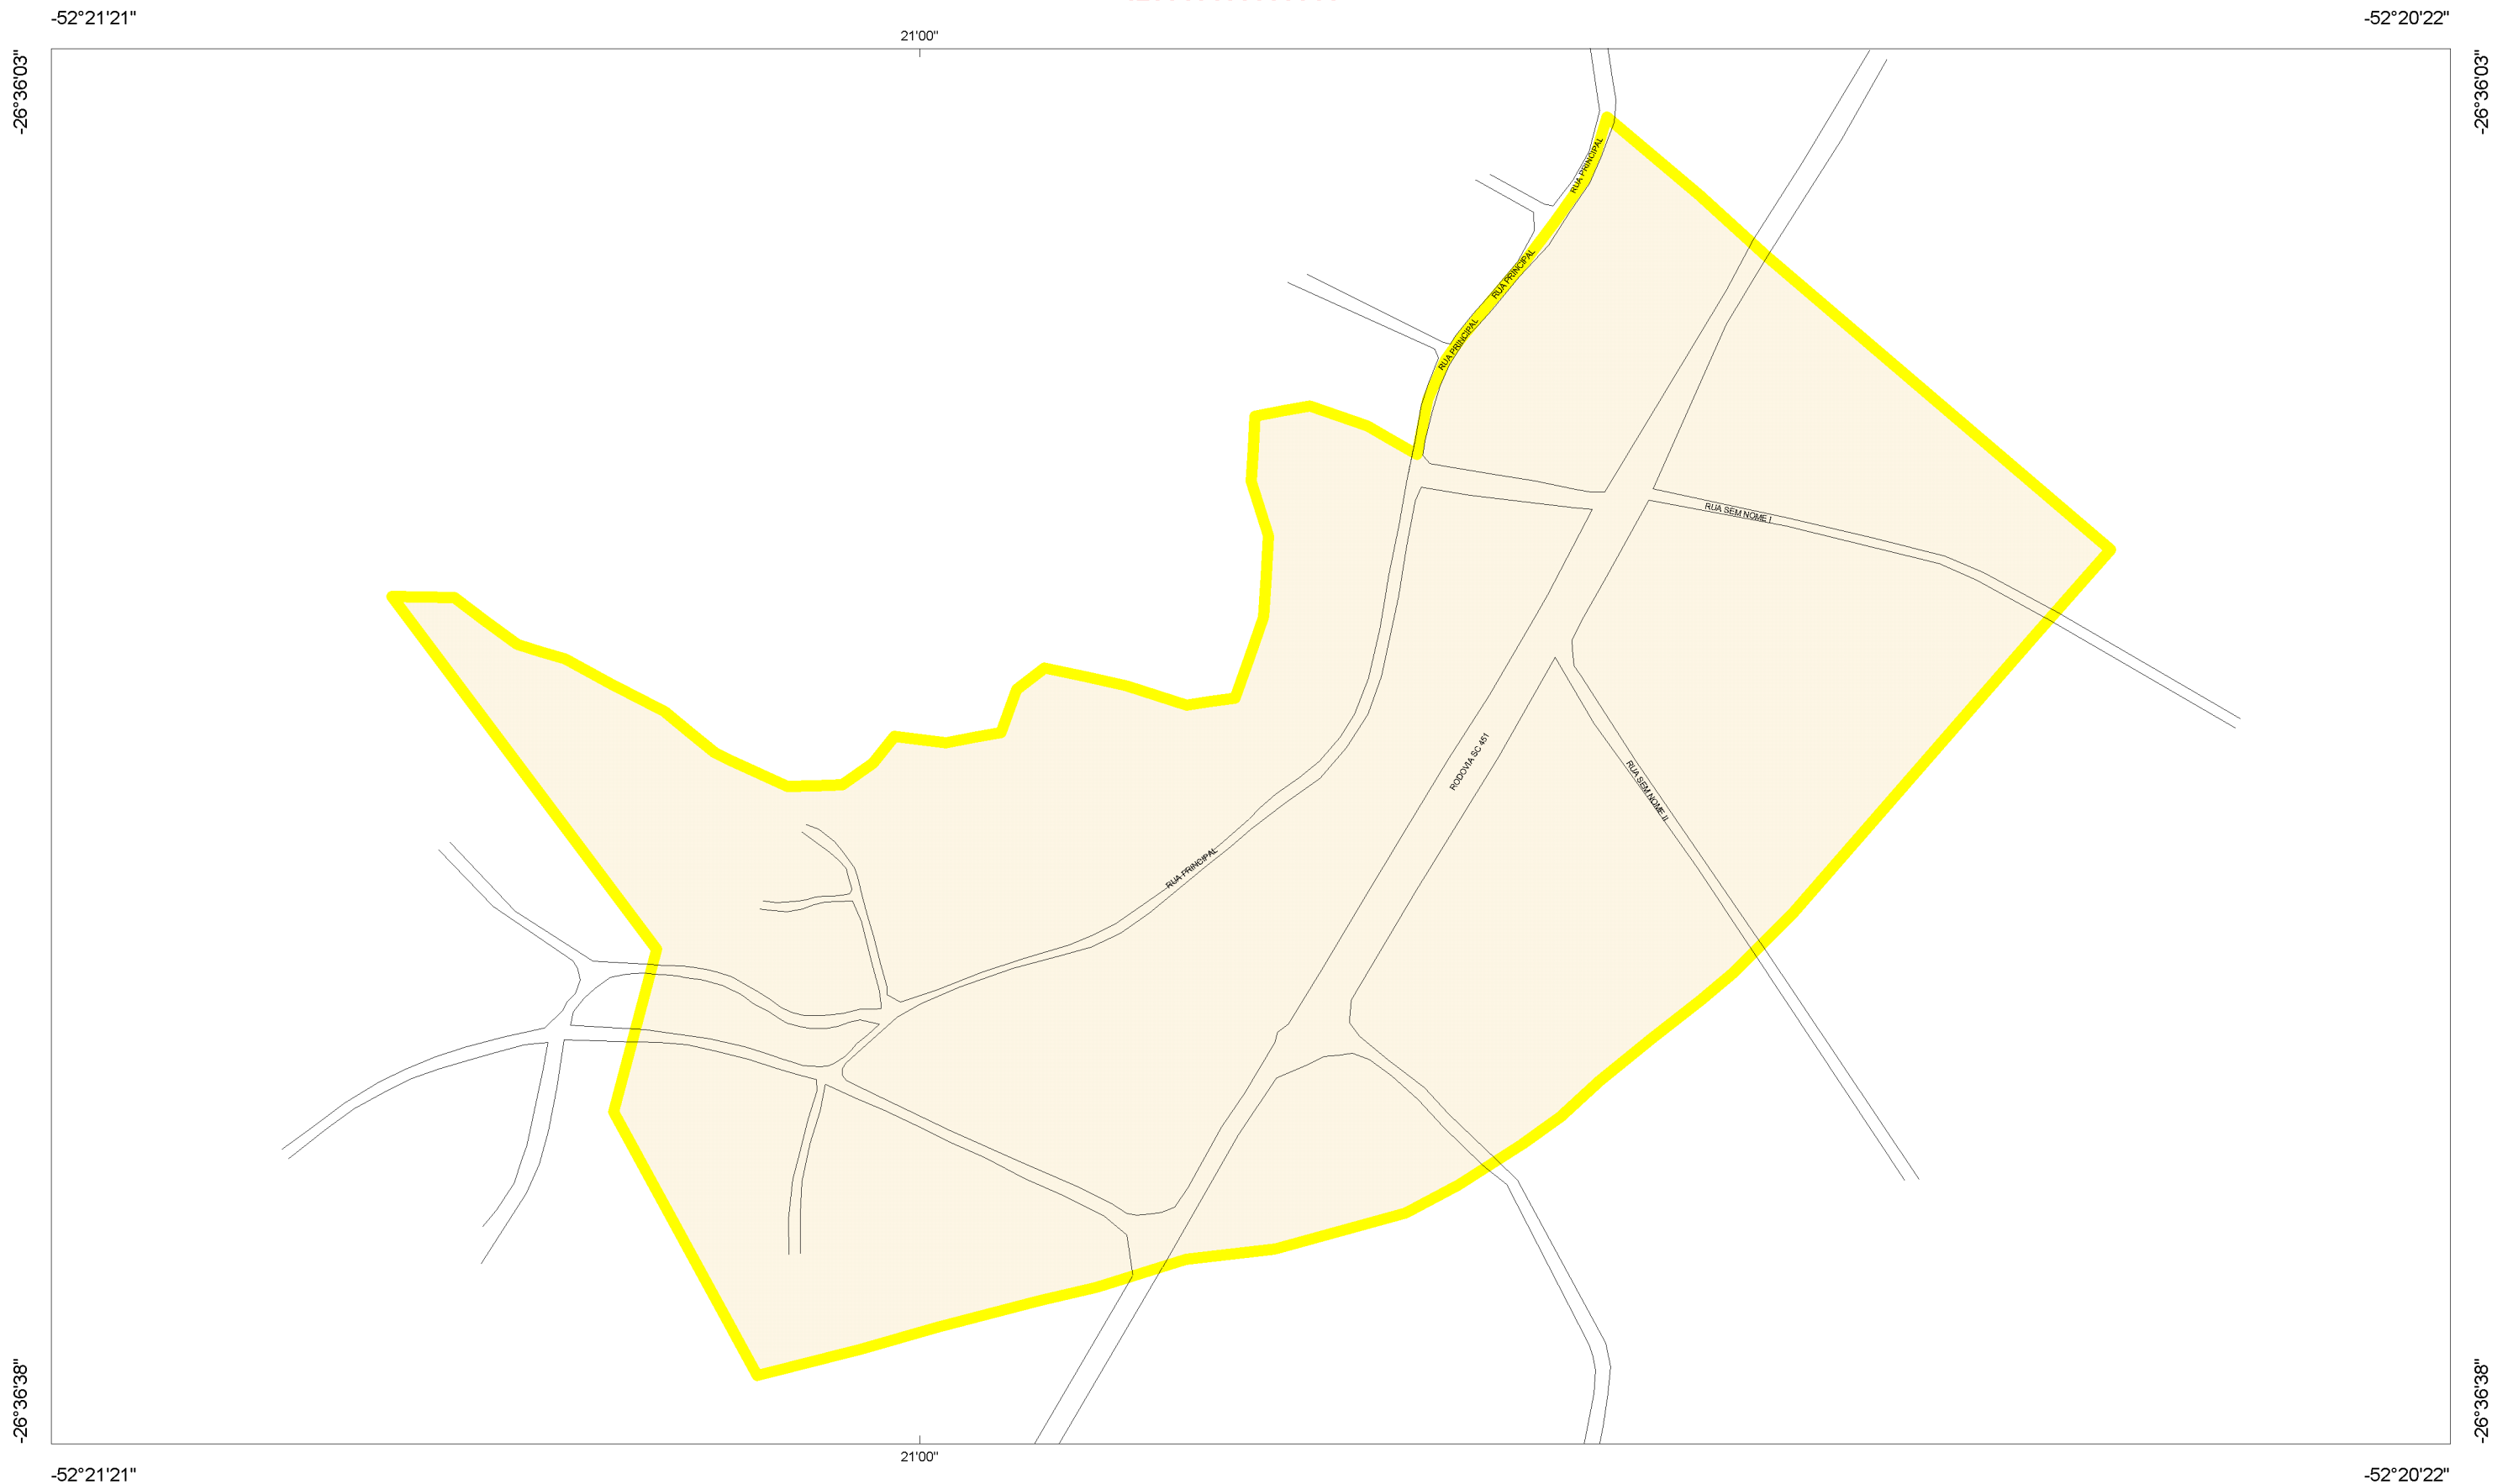 -52°21'21"
-52°20'22"
21'00"
-26°36'03"
-26°36'03"
RUA PRINCIPAL
RUA PRINCIPAL
RUA PRINCIPAL
RUA SEM NOME I
RODOVIA SC 451
RUA SEM NOME II
RUA PRINCIPAL
-26°36'38"
-26°36'38"
21'00"
-52°21'21"
-52°20'22"